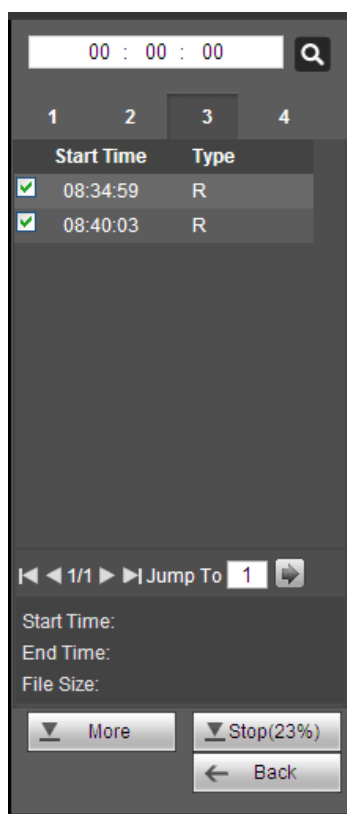 00 : 00 : 00
1 2 3 4
Start Time Type
08:34:59 R
08:40:03 R
1/1 Jump To 1
Start Time:
End Time:
File Size:
More Stop(23%)
Back